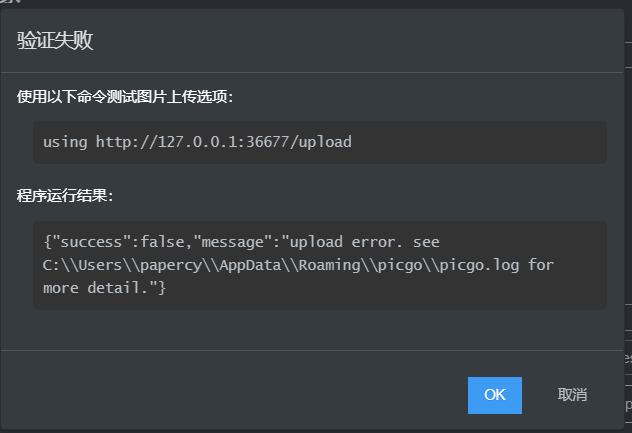 验证失败
使用以下命令测试图片上传选项：
using http://127.0.0.1:36677/upload
程序运行结果：
{"success":false,"message":"upload error. see
C:\\Users\\papercy\\AppData\\Roaming\\picgo\\picgo.log for
more detail."}
OK
取消